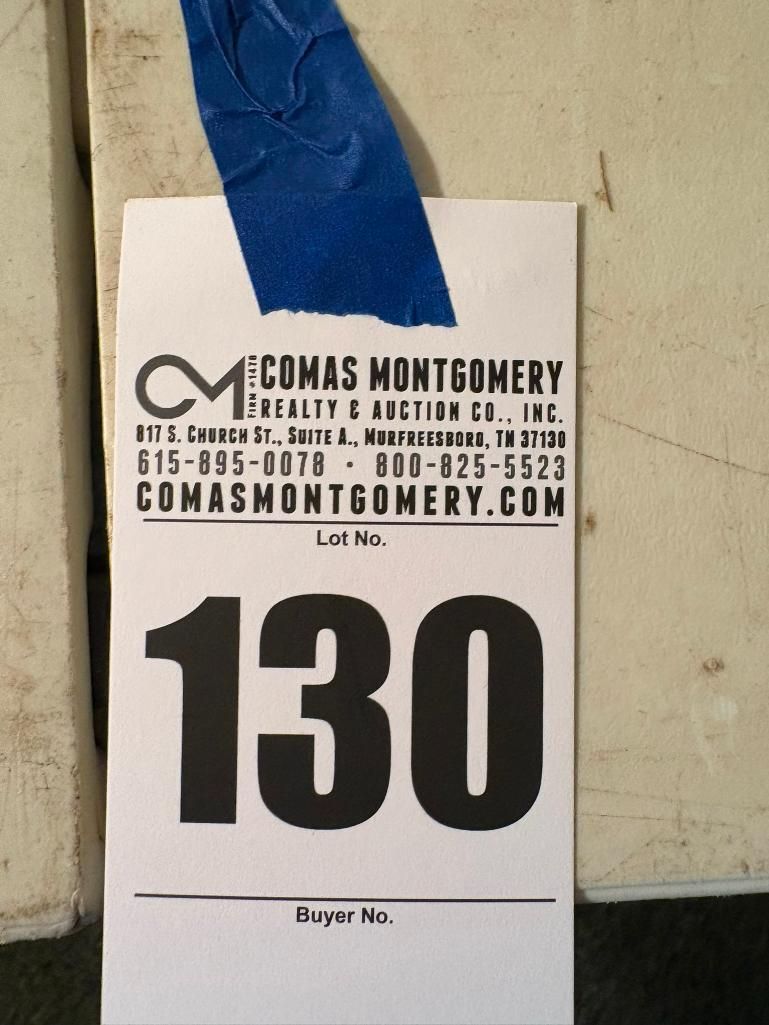 CM FIRM #1478 COMAS MONTGOMERY
REALTY & AUCTION CO., INC.
817 S. CHURCH ST., SUITE A., MURFREESBORO, TN 37130
615-895-0078 · 800-825-5523
COMASMONTGOMERY.COM
Lot No.
130
Buyer No.